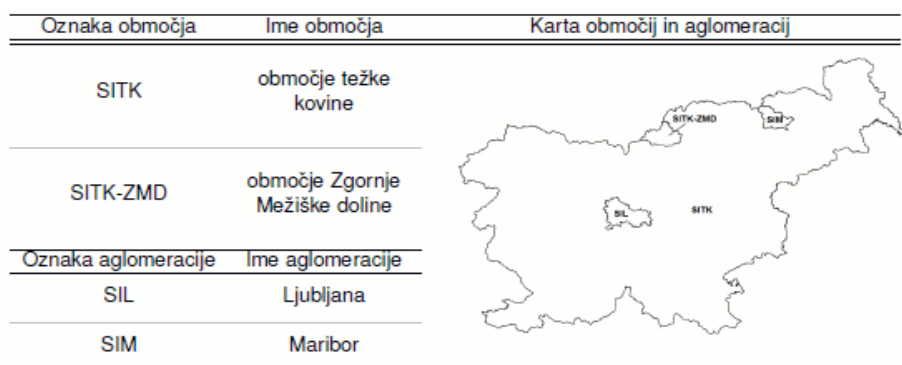 Oznaka območja Ime območja Karta območij in aglomeracij
SITK območje težke
kovine
SITK-ZMD območje Zgornje
Mežiške doline
Oznaka aglomeracije Ime aglomeracije
SIL Ljubljana
SIM Maribor
SITK-ZMD SIM
SIL SITK